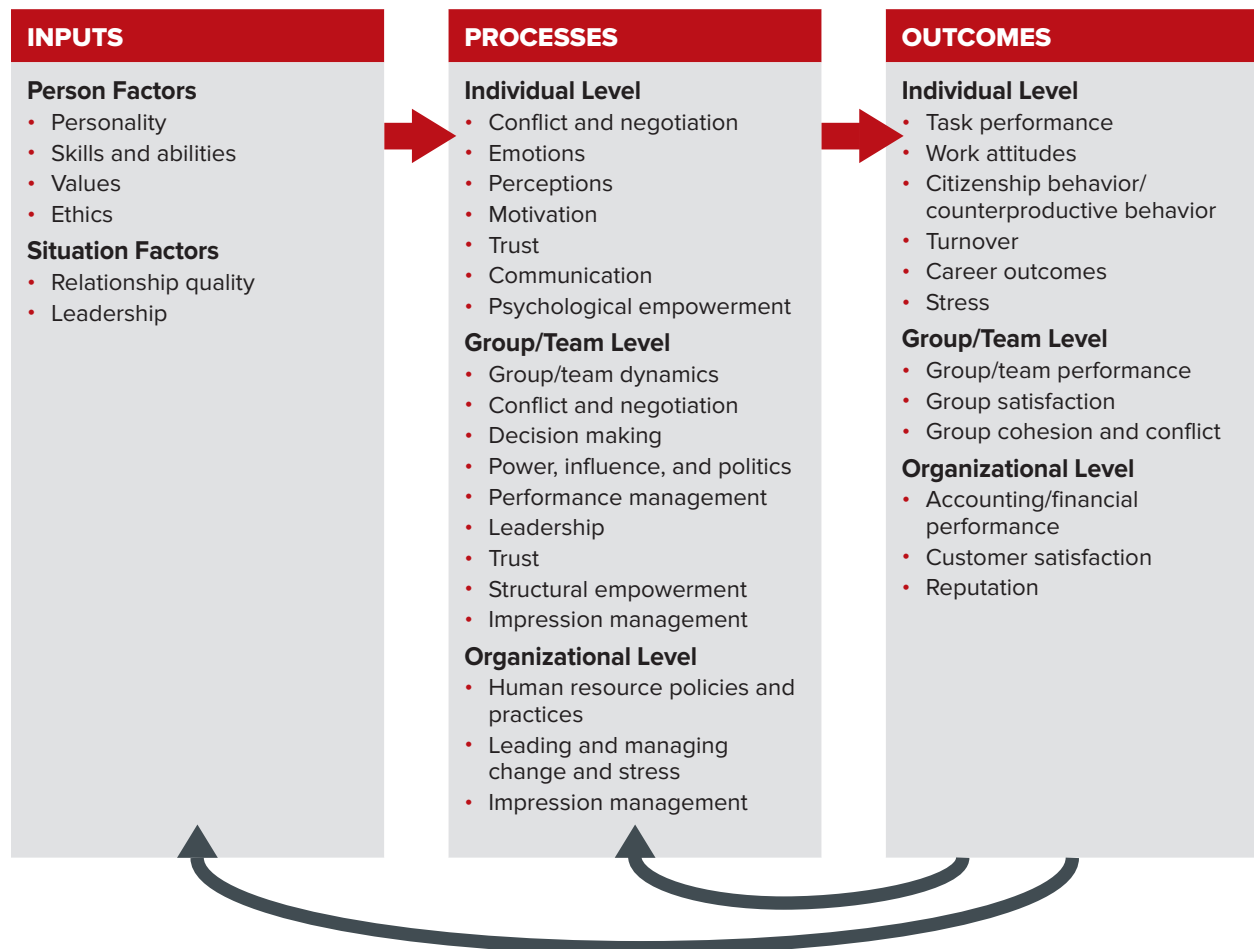 INPUTS
Person Factors
• Personality
• Skills and abilities
• Values
• Ethics
Situation Factors
• Relationship quality
• Leadership
PROCESSES
Individual Level
• Conflict and negotiation
• Emotions
• Perceptions
• Motivation
• Trust
• Communication
• Psychological empowerment
Group/Team Level
• Group/team dynamics
• Conflict and negotiation
• Decision making
• Power, influence, and politics
• Performance management
• Leadership
• Trust
• Structural empowerment
• Impression management
Organizational Level
• Human resource policies and
practices
• Leading and managing
change and stress
• Impression management
OUTCOMES
Individual Level
• Task performance
• Work attitudes
• Citizenship behavior/
counterproductive behavior
• Turnover
• Career outcomes
• Stress
Group/Team Level
• Group/team performance
• Group satisfaction
• Group cohesion and conflict
Organizational Level
• Accounting/financial
performance
• Customer satisfaction
• Reputation